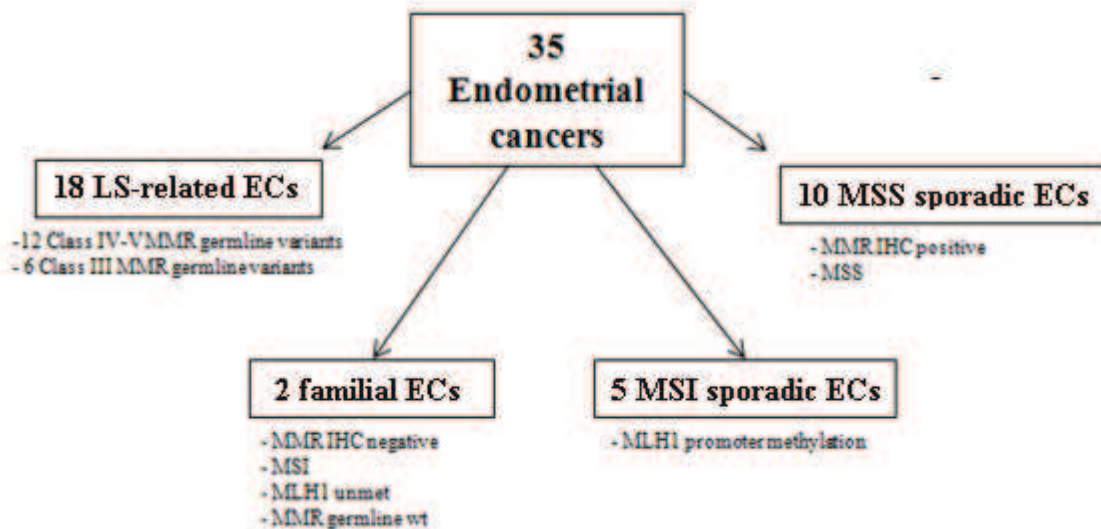 35
Endometrial
cancers
-
18 LS-related ECs
-12 Class IV-V MMR germline variants
- 6 Class III MMR germline variants
10 MSS sporadic ECs
- MMR IHC positive
- MSS
2 familial ECs
- MMR IHC negative
- MSI
- MLH1 unmet
- MMR germline wt
5 MSI sporadic ECs
- MLH1 promoter methylation